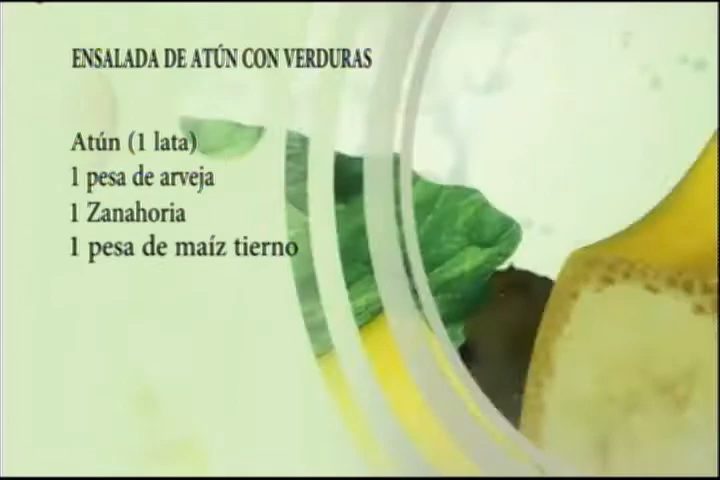 ENSALADA DE ATÚN CON VERDURAS
Atún (1 lata)
1 pesa de arveja
1 Zanahoria
1 pesa de maíz tierno